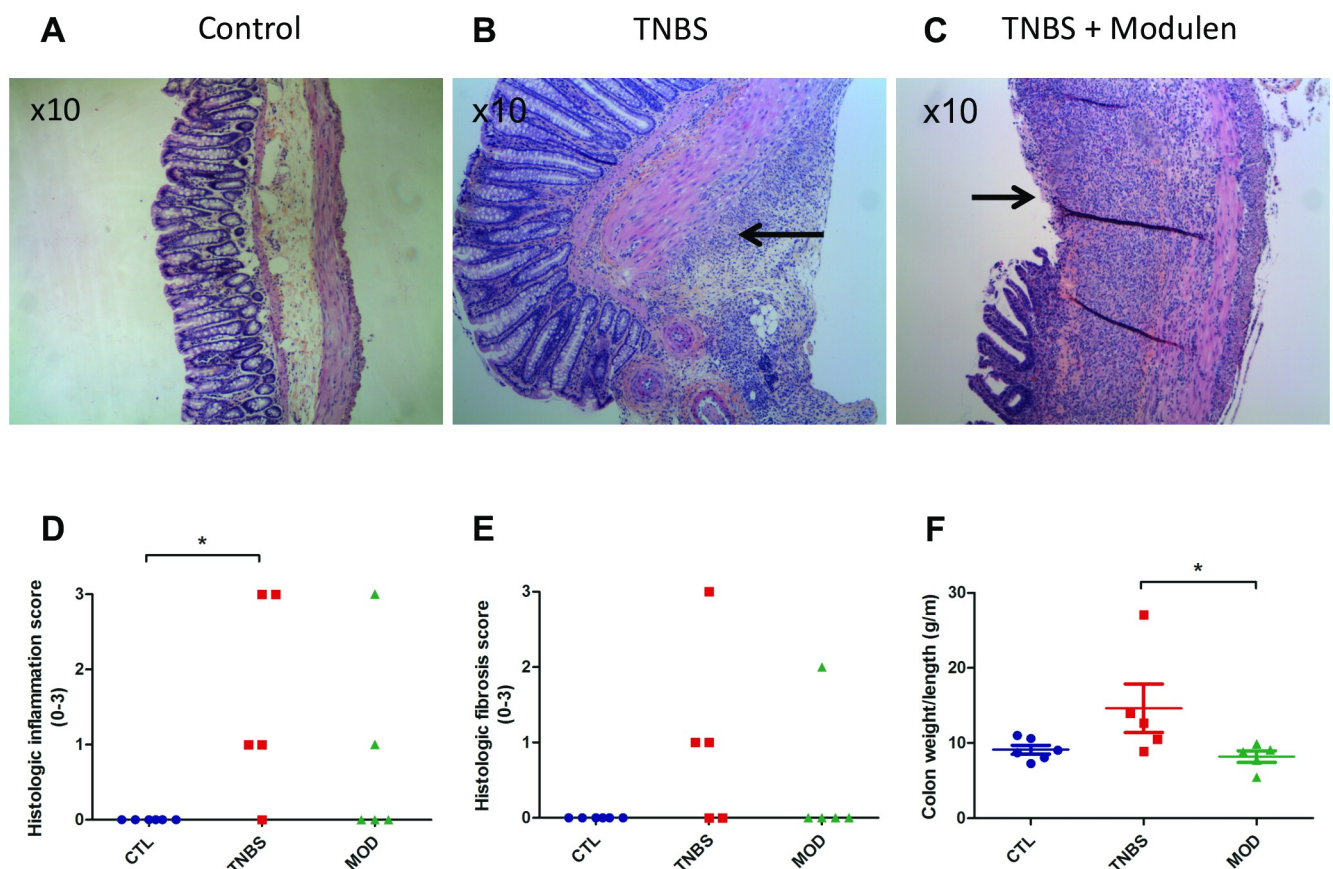 A Control
B TNBS
C TNBS + Modulen
x10
x10
x10
D
*
Histologic inflammation score
(0-3)
3
2
1
0
CTL
TNBS
MOD
E
Histologic fibrosis score
(0-3)
3
2
1
0
CTL
TNBS
MOD
F
*
Colon weight/length (g/m)
30
20
10
0
CTL
TNBS
MOD